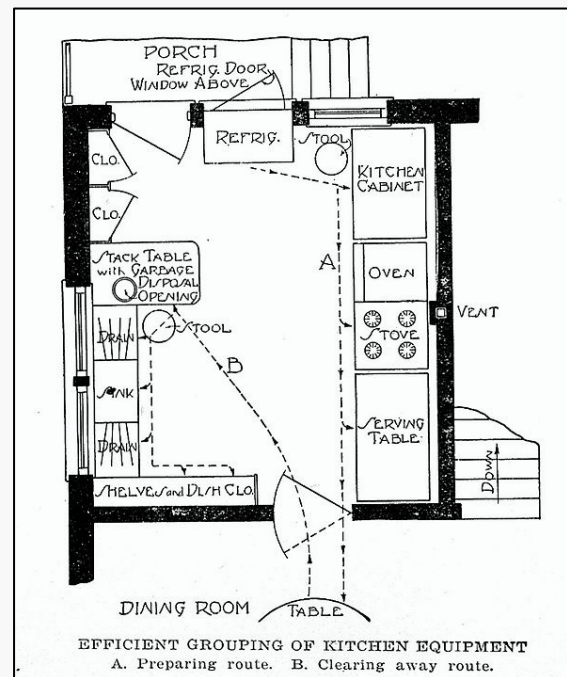 PORCH
REFRIG. DOOR
WINDOW ABOVE
REFRIG.
STOOL
CLO.
KITCHEN
CABINET
CLO.
A
STACK TABLE
with GARBAGE
DISPOSAL
OPENING
OVEN
VENT
DRAIN
STOOL
STOVE
B
SINK
SERVING
TABLE
DRAIN
DOWN
SHELVES and DISH CLO.
DINING ROOM
TABLE
EFFICIENT GROUPING OF KITCHEN EQUIPMENT
A. Preparing route. B. Clearing away route.